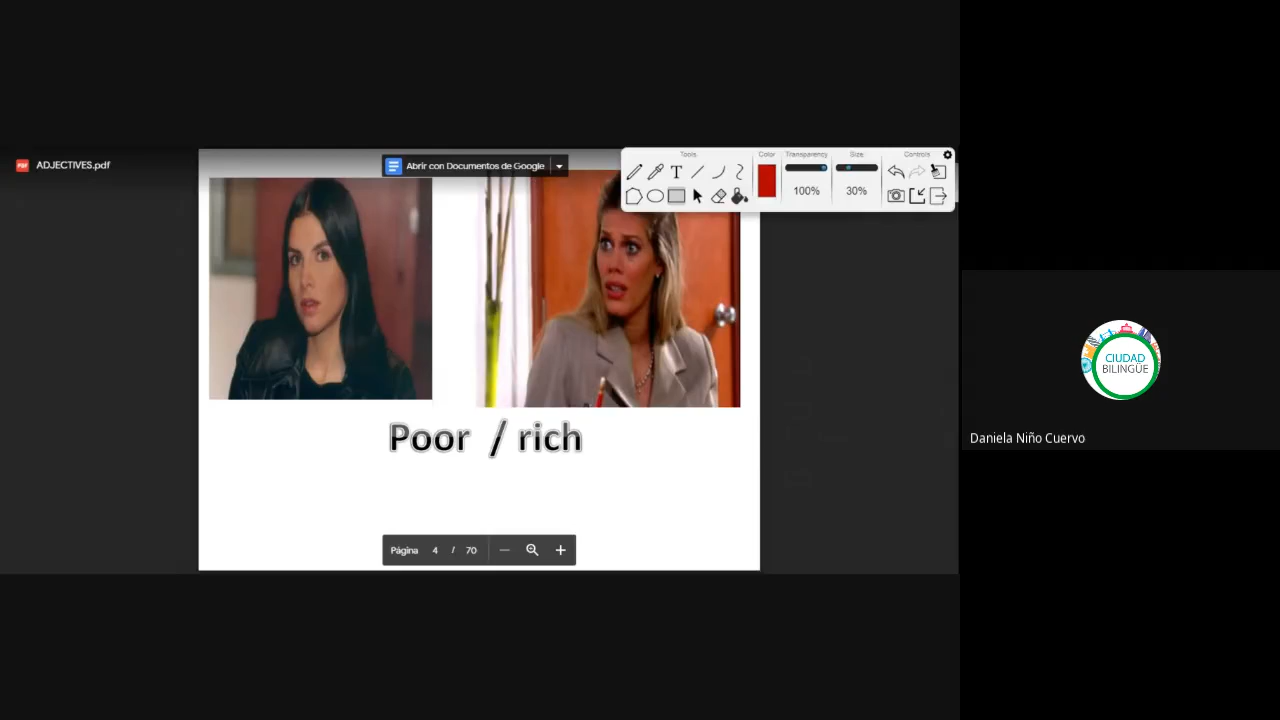 ADJECTIVES.pdf
Abrir con Documentos de Google
Tools
Color
Transparency
Size
Controls
100%
30%
Poor / rich
Página 4 / 70
CIUDAD
BILINGÜE
Daniela Niño Cuervo